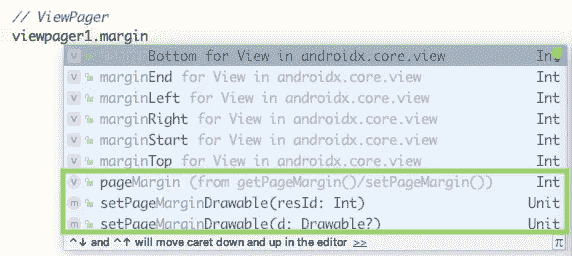 // ViewPager
viewpager1.margin
marginBottom for View in androidx.core.view Int
marginEnd for View in androidx.core.view Int
marginLeft for View in androidx.core.view Int
marginRight for View in androidx.core.view Int
marginStart for View in androidx.core.view Int
marginTop for View in androidx.core.view Int
pageMargin (from getPageMargin()/setPageMargin()) Int
setPageMarginDrawable(resId: Int) Unit
setPageMarginDrawable(d: Drawable?) Unit
^↓ and ^↑ will move caret down and up in the editor >> π